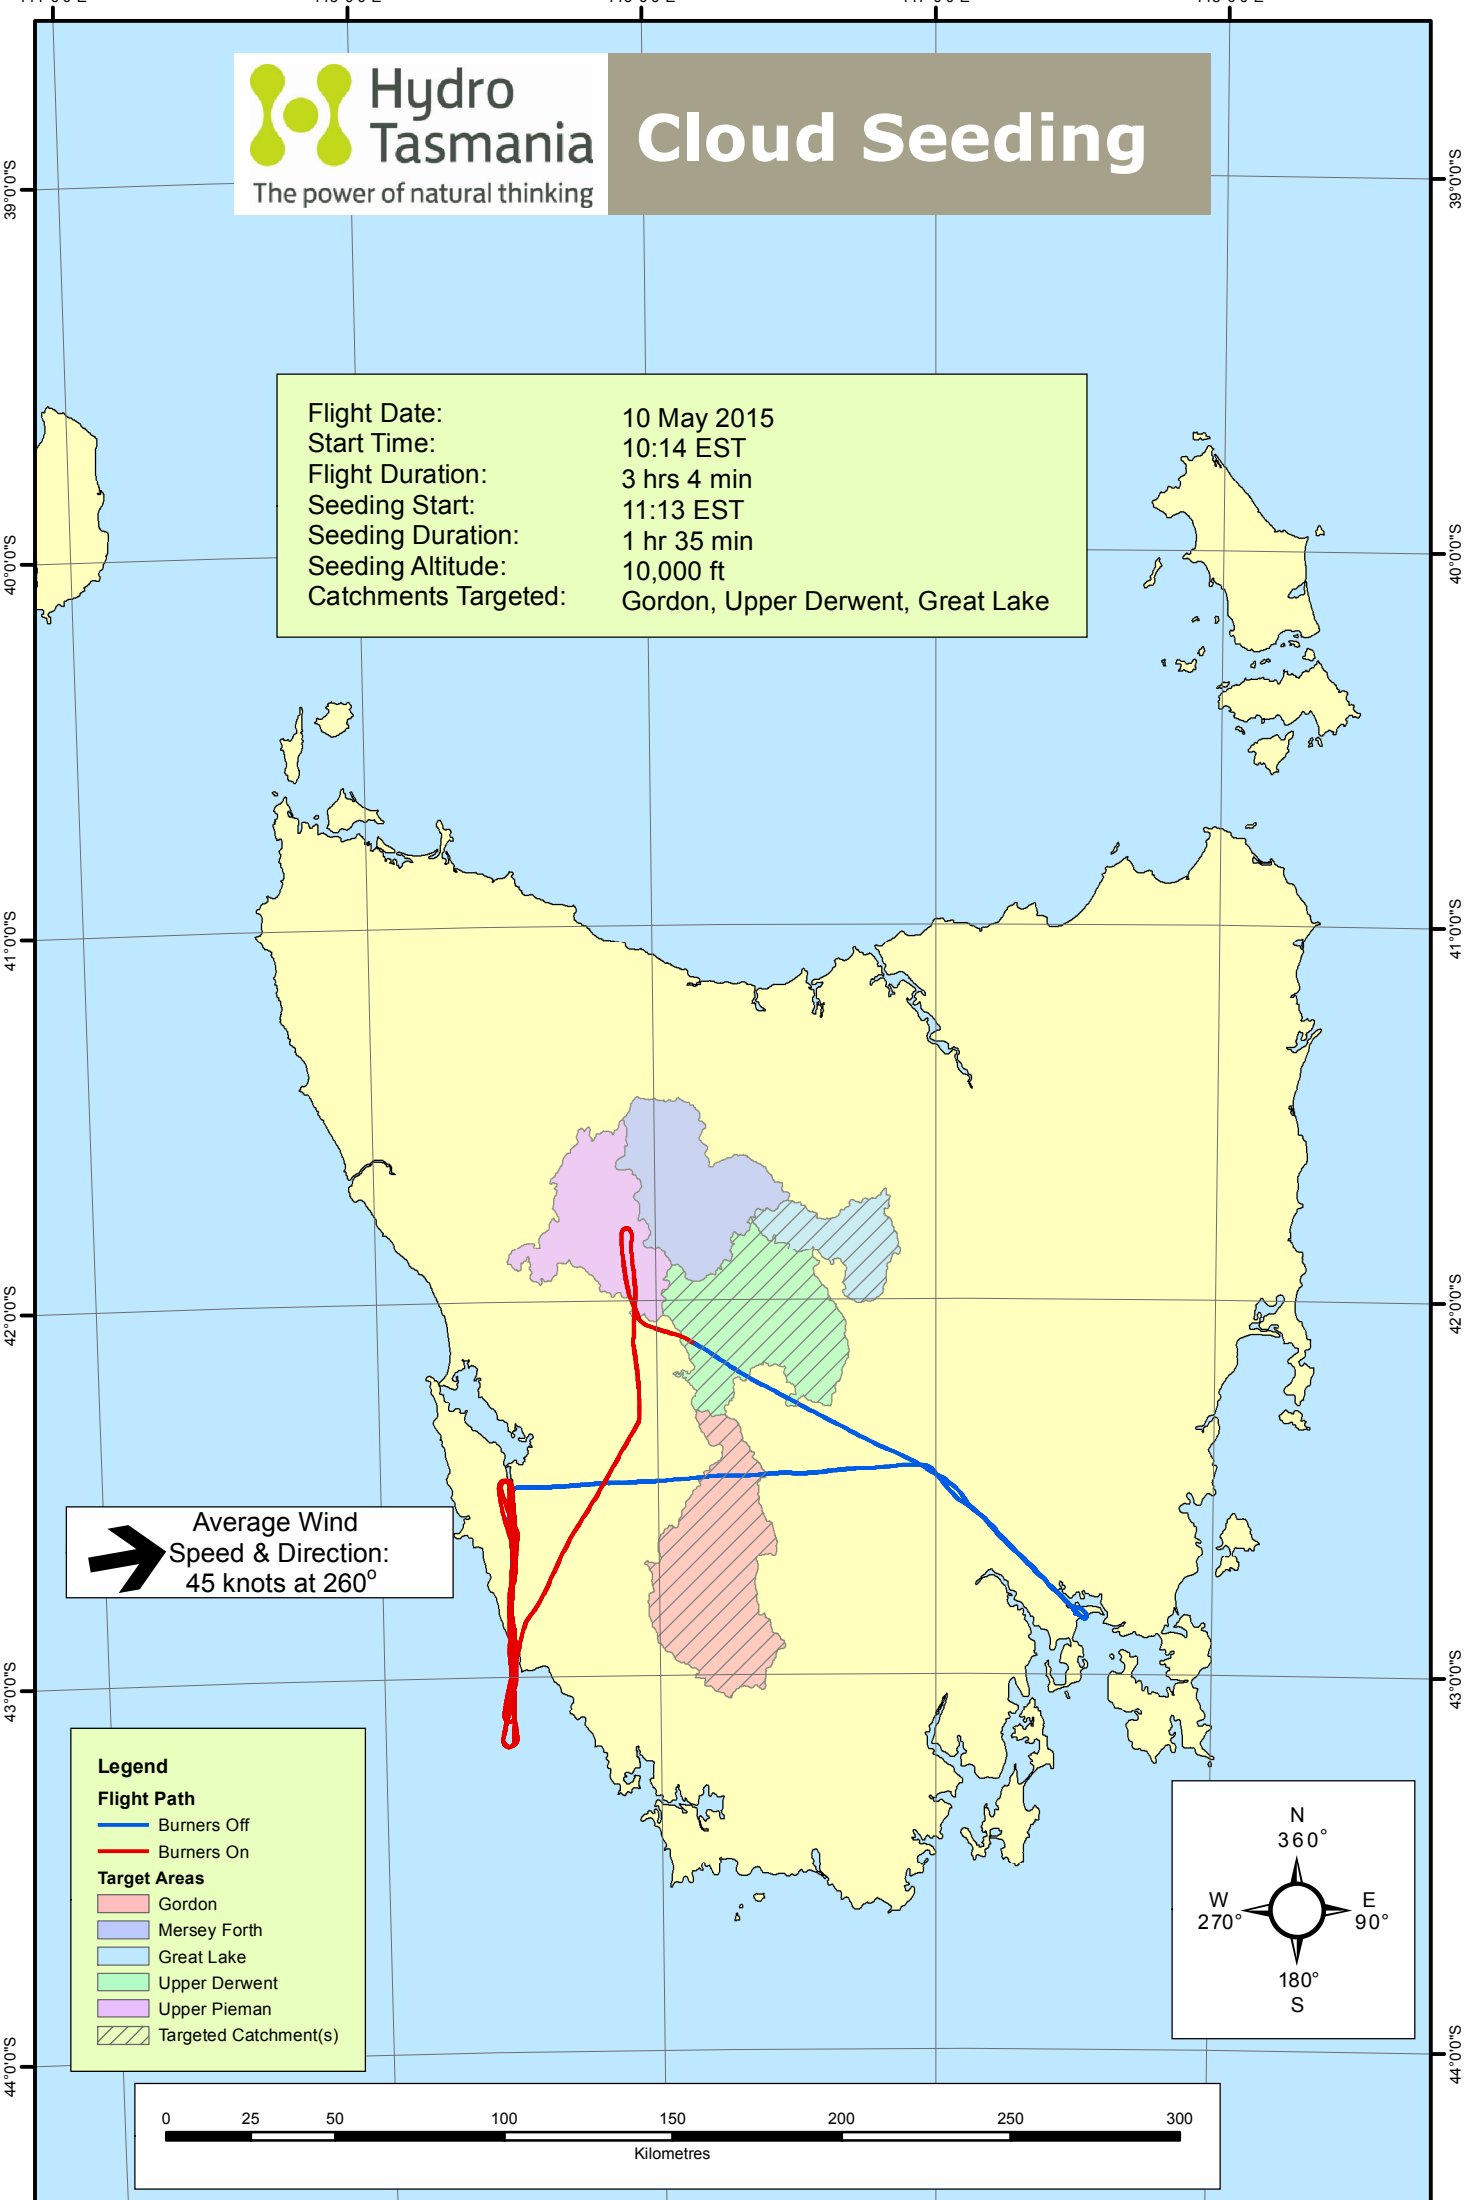 Hydro
Tasmania
The power of natural thinking
Cloud Seeding
39°0'0"S
39°0'0"S
Flight Date: 10 May 2015
Start Time: 10:14 EST
Flight Duration: 3 hrs 4 min
Seeding Start: 11:13 EST
Seeding Duration: 1 hr 35 min
Seeding Altitude: 10,000 ft
Catchments Targeted: Gordon, Upper Derwent, Great Lake
40°0'0"S
40°0'0"S
41°0'0"S
41°0'0"S
42°0'0"S
42°0'0"S
Average Wind
Speed & Direction:
45 knots at 260°
43°0'0"S
43°0'0"S
Legend
Flight Path
Burners Off
Burners On
Target Areas
Gordon
Mersey Forth
Great Lake
Upper Derwent
Upper Pieman
Targeted Catchment(s)
N
360°
W
270°
E
90°
180°
S
44°0'0"S
44°0'0"S
0 25 50 100 150 200 250 300
Kilometres